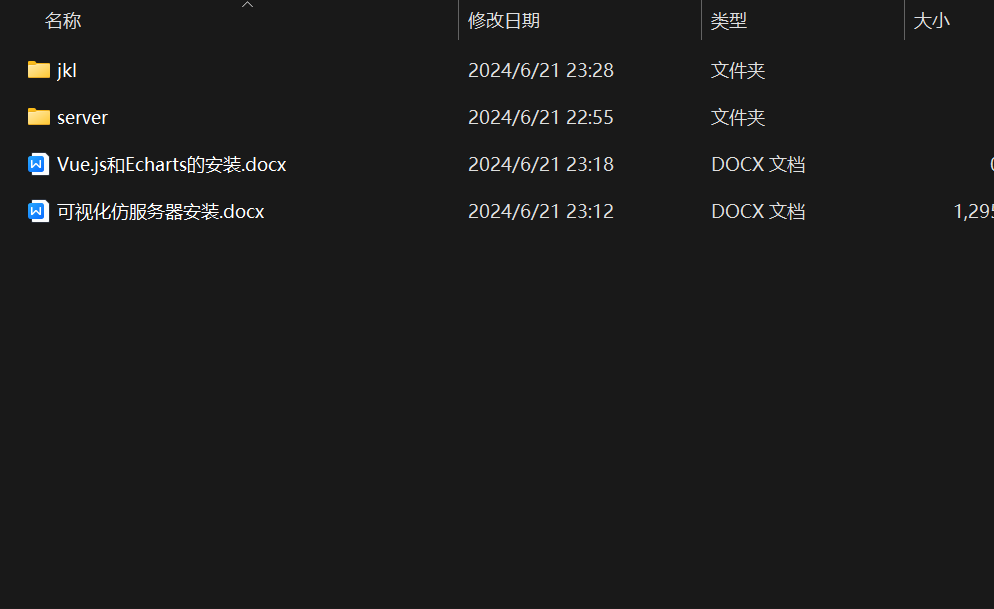 名称 修改日期 类型 大小
jkl 2024/6/21 23:28 文件夹
server 2024/6/21 22:55 文件夹
Vue.js和Echarts的安装.docx 2024/6/21 23:18 DOCX 文档
可视化仿服务器安装.docx 2024/6/21 23:12 DOCX 文档 1,295